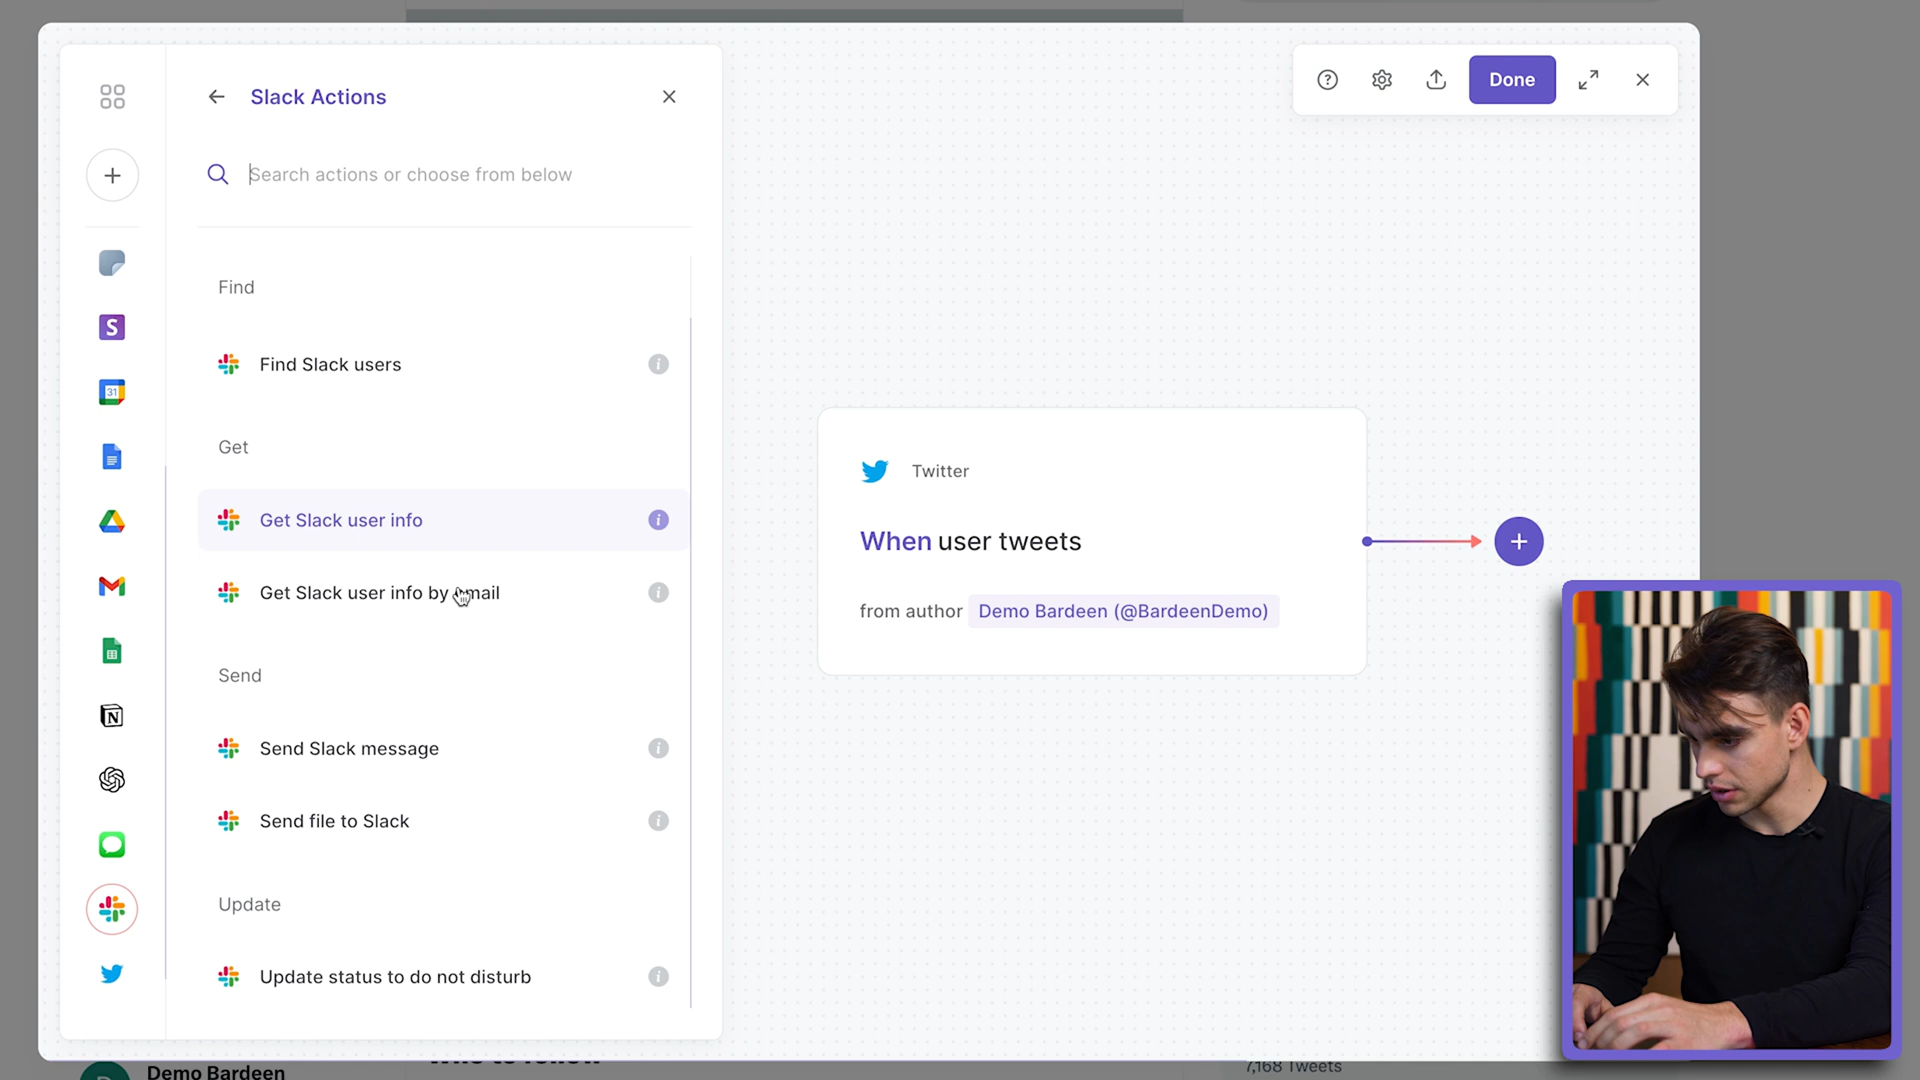 Slack Actions
Search actions or choose from below
Find
Find Slack users
Get
Get Slack user info
Get Slack user info by email
Send
Send Slack message
Send file to Slack
Update
Update status to do not disturb
S
31
N
Done
Twitter
When user tweets
from author Demo Bardeen (@BardeenDemo)
Demo Bardeen
7,168 Tweets